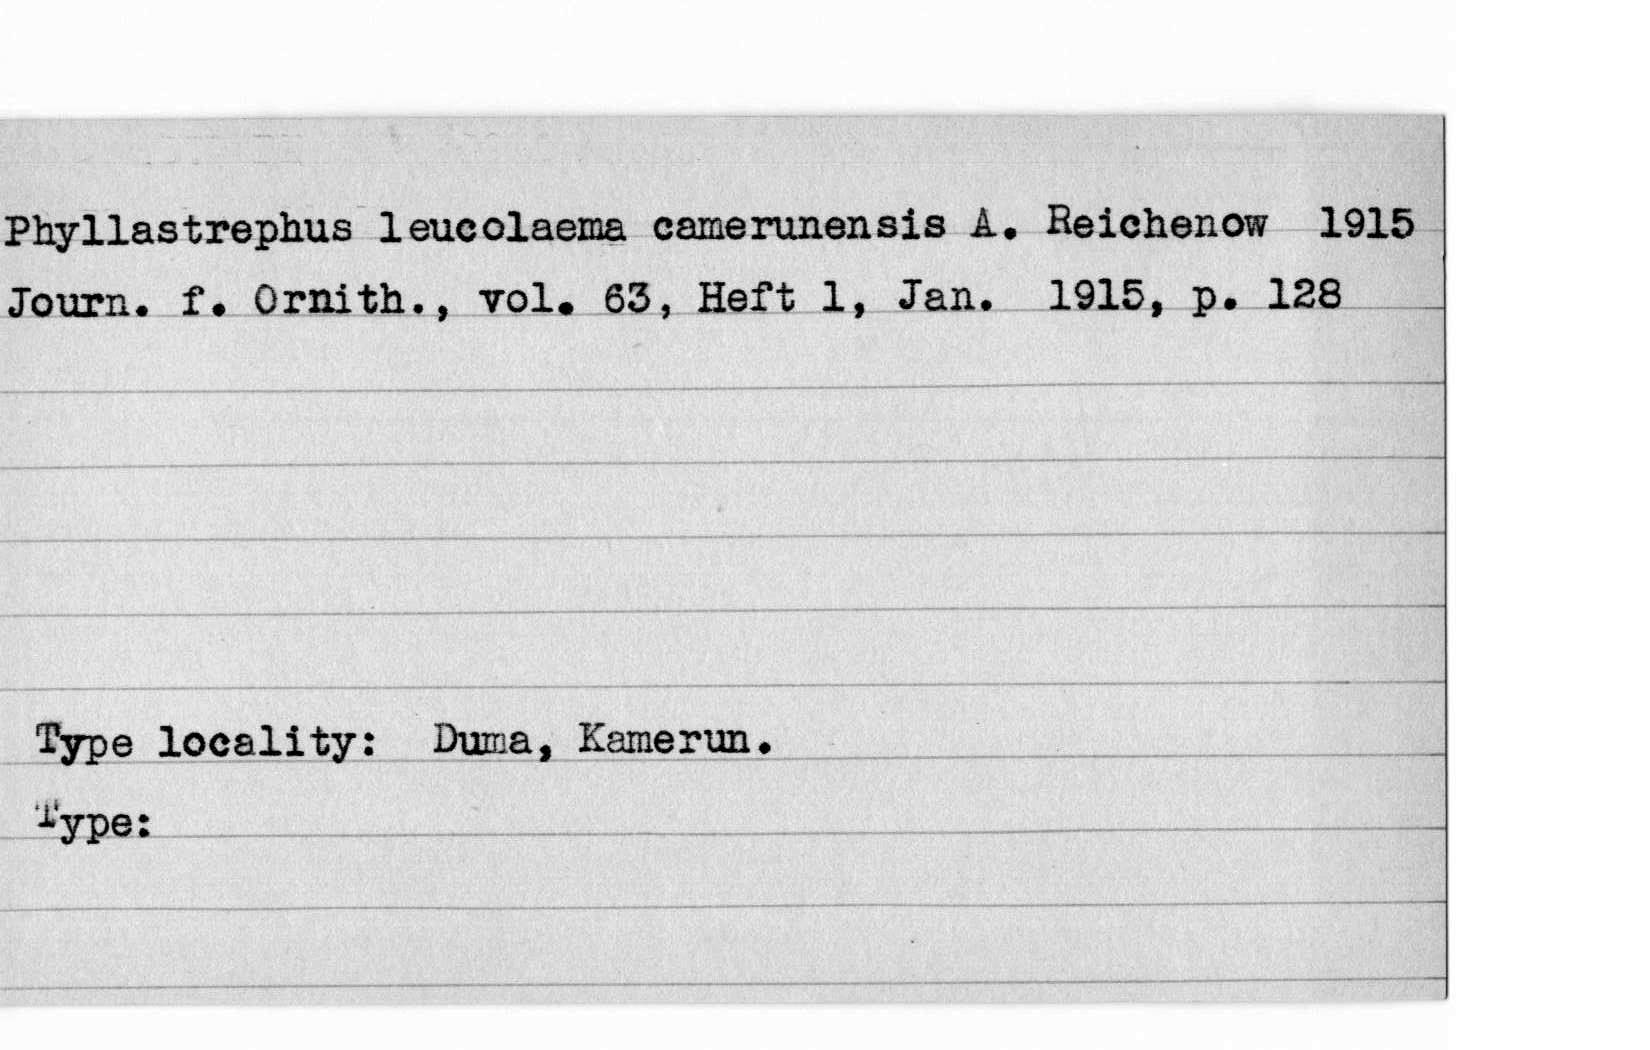 Phyllastrephus leucolaema camerunensis A. Reichenow 1915
Journ. f. Ornith., vol. 63, Heft 1, Jan. 1915, p. 128
Type locality: Duma, Kamerun.
Type: